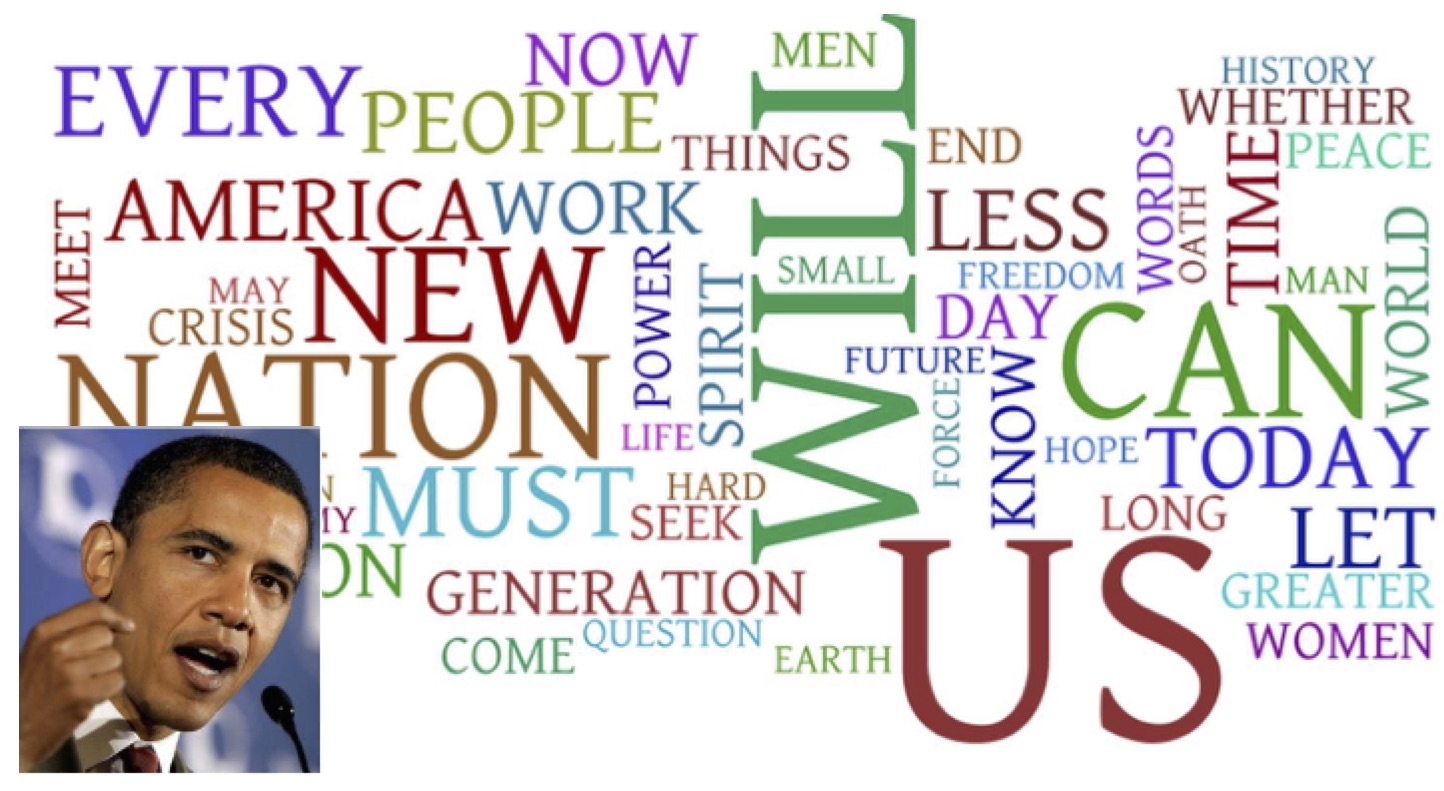 NOW
MEN
EVERY
PEOPLE
THINGS
WILL
END
HISTORY
WHETHER
WORDS
TIME
PEACE
MEET
AMERICA
WORK
LESS
OATH
MAY
CRISIS
NEW
POWER
SPIRIT
SMALL
FREEDOM
DAY
MAN
WORLD
NATION
FUTURE
FORCE
KNOW
CAN
LIFE
HOPE
TODAY
MUST
HARD
SEEK
LONG
LET
GENERATION
US
GREATER
COME
QUESTION
EARTH
WOMEN